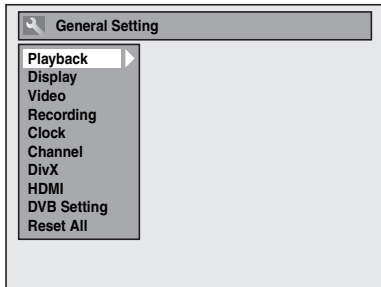 General Setting
Playback
Display
Video
Recording
Clock
Channel
DivX
HDMI
DVB Setting
Reset All